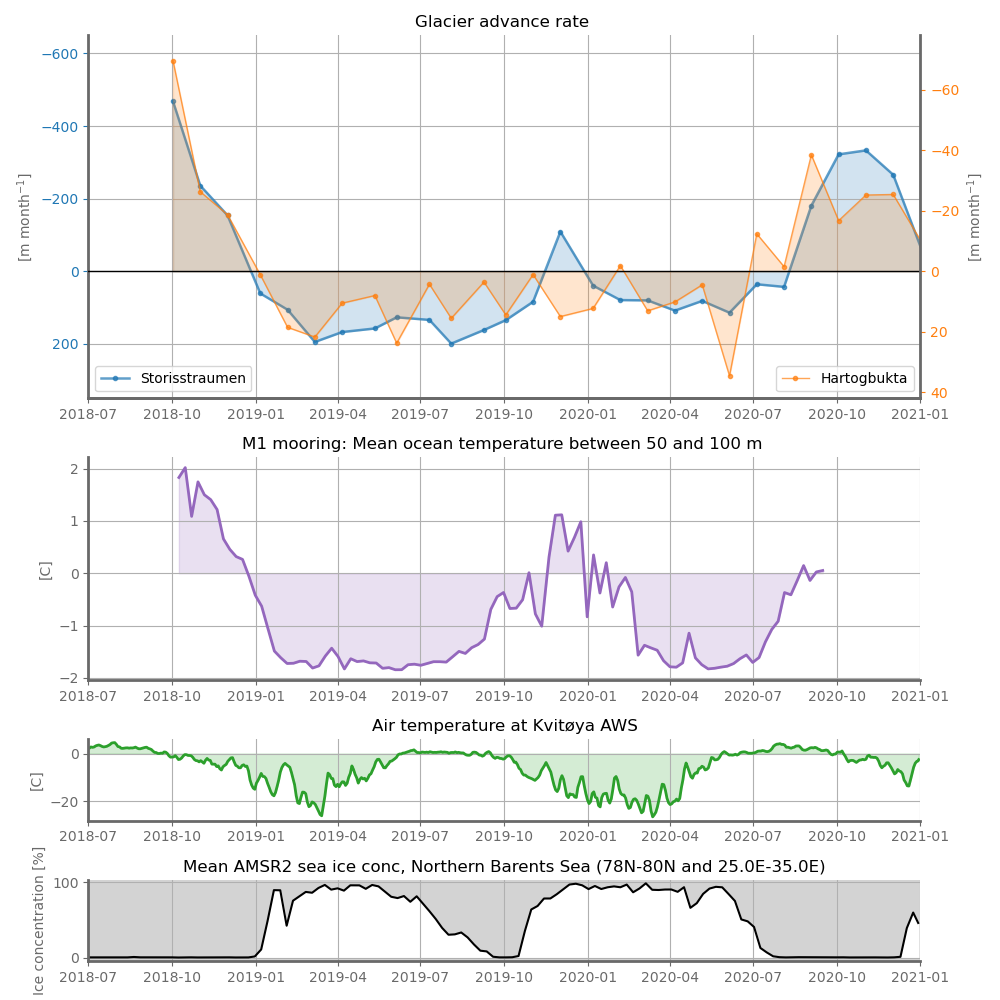 Glacier advance rate
−600
−400
−200
0
200
[m month⁻¹]
−60
−40
−20
0
20
40
[m month⁻¹]
Storisstraumen
Hartogbukta
2018-07 2018-10 2019-01 2019-04 2019-07 2019-10 2020-01 2020-04 2020-07 2020-10 2021-01
M1 mooring: Mean ocean temperature between 50 and 100 m
2
1
0
−1
−2
[C]
2018-07 2018-10 2019-01 2019-04 2019-07 2019-10 2020-01 2020-04 2020-07 2020-10 2021-01
Air temperature at Kvitøya AWS
0
−20
[C]
2018-07 2018-10 2019-01 2019-04 2019-07 2019-10 2020-01 2020-04 2020-07 2020-10 2021-01
Mean AMSR2 sea ice conc, Northern Barents Sea (78N-80N and 25.0E-35.0E)
100
0
Ice concentration [%]
2018-07 2018-10 2019-01 2019-04 2019-07 2019-10 2020-01 2020-04 2020-07 2020-10 2021-01